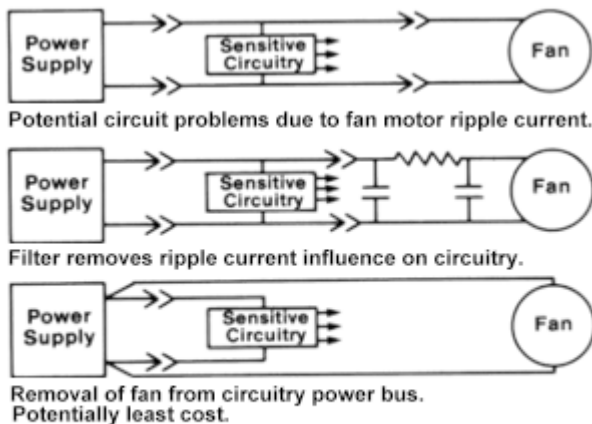 Power
Supply
Sensitive
Circuitry
Fan
Potential circuit problems due to fan motor ripple current.
Power
Supply
Sensitive
Circuitry
Fan
Filter removes ripple current influence on circuitry.
Power
Supply
Sensitive
Circuitry
Fan
Removal of fan from circuitry power bus.
Potentially least cost.